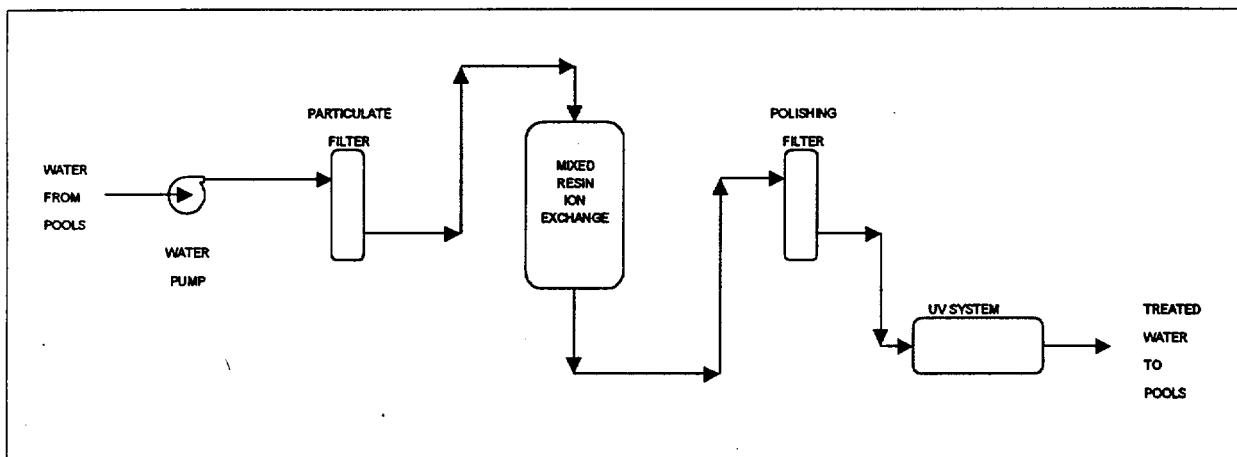 WATER
FROM
POOLS
WATER
PUMP
PARTICULATE
FILTER
MIXED
RESIN
ION
EXCHANGE
POLISHING
FILTER
UV SYSTEM
TREATED
WATER
TO
POOLS